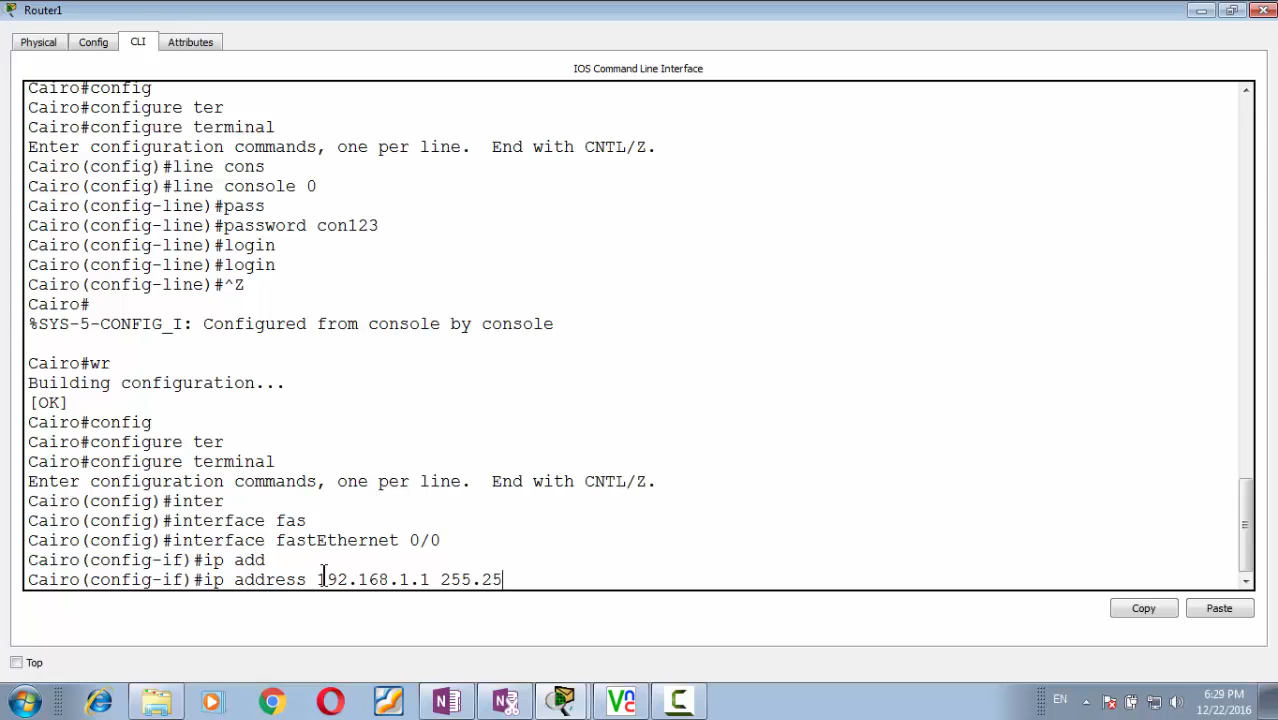 Router1
Physical Config CLI Attributes
IOS Command Line Interface
Cairo#config
Cairo#configure ter
Cairo#configure terminal
Enter configuration commands, one per line.  End with CNTL/Z.
Cairo(config)#line cons
Cairo(config)#line console 0
Cairo(config-line)#pass
Cairo(config-line)#password con123
Cairo(config-line)#login
Cairo(config-line)#login
Cairo(config-line)#^Z
Cairo#
%SYS-5-CONFIG_I: Configured from console by console
Cairo#wr
Building configuration...
[OK]
Cairo#config
Cairo#configure ter
Cairo#configure terminal
Enter configuration commands, one per line.  End with CNTL/Z.
Cairo(config)#inter
Cairo(config)#interface fas
Cairo(config)#interface fastEthernet 0/0
Cairo(config-if)#ip add
Cairo(config-if)#ip address 192.168.1.1 255.25
Copy Paste
Top
EN
6:29 PM
12/22/2016